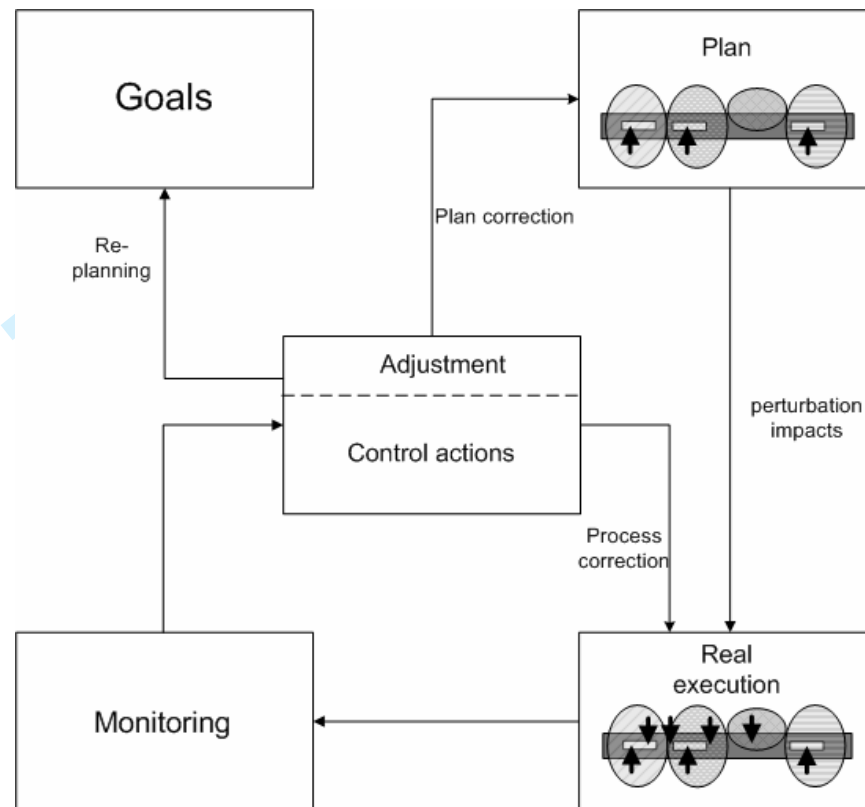 Goals
Plan
Plan correction
Re-
planning
Adjustment
Control actions
perturbation
impacts
Process
correction
Monitoring
Real
execution